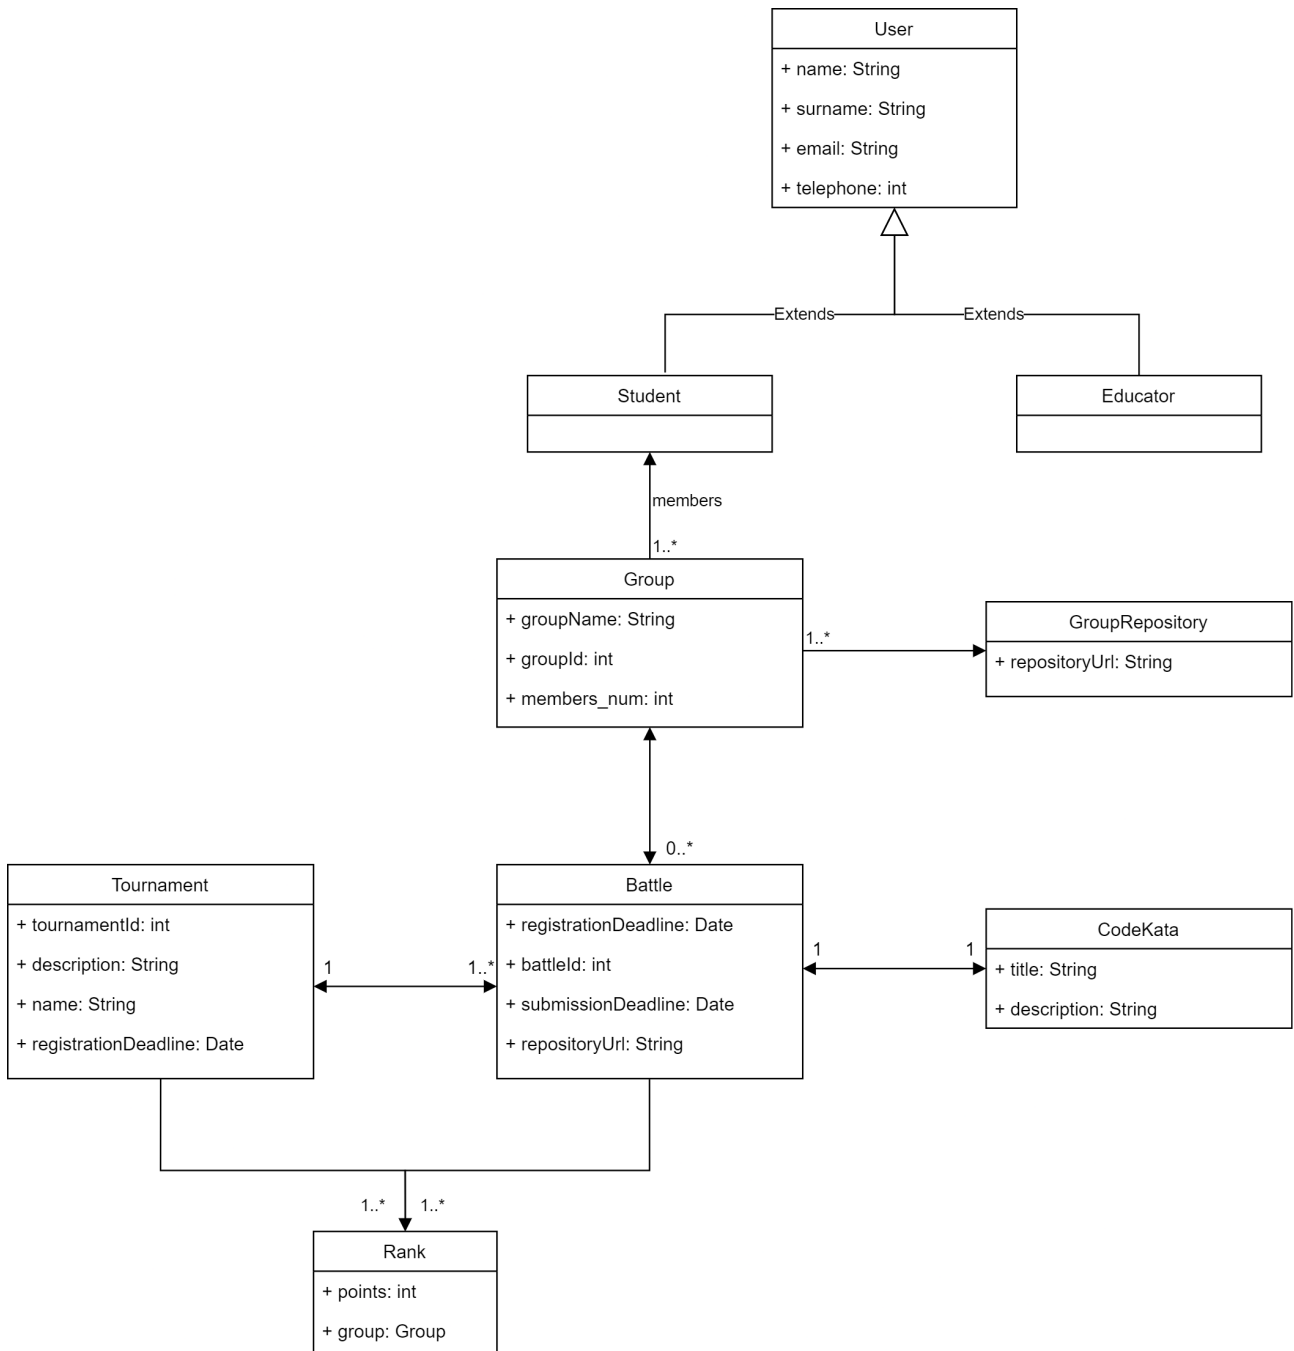 User
+ name: String
+ surname: String
+ email: String
+ telephone: int
Extends
Extends
Student
Educator
members
1..*
Group
+ groupName: String
+ groupId: int
+ members_num: int
1..*
GroupRepository
+ repositoryUrl: String
0..*
Tournament
+ tournamentId: int
+ description: String
+ name: String
+ registrationDeadline: Date
1
1..*
Battle
+ registrationDeadline: Date
+ battleId: int
+ submissionDeadline: Date
+ repositoryUrl: String
1
1
CodeKata
+ title: String
+ description: String
1..*
1..*
Rank
+ points: int
+ group: Group